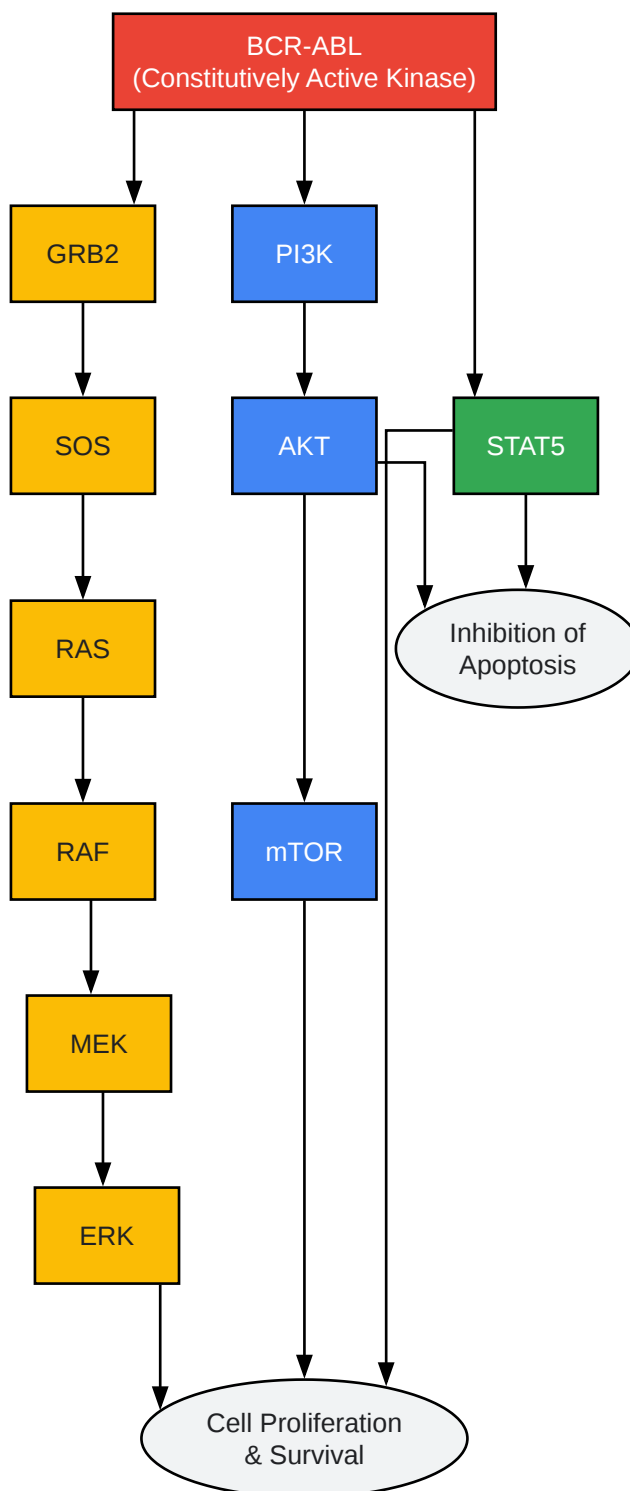 BCR-ABL
(Constitutively Active Kinase)
GRB2
PI3K
SOS
AKT
STAT5
RAS
Inhibition of
Apoptosis
RAF
mTOR
MEK
ERK
Cell Proliferation
& Survival